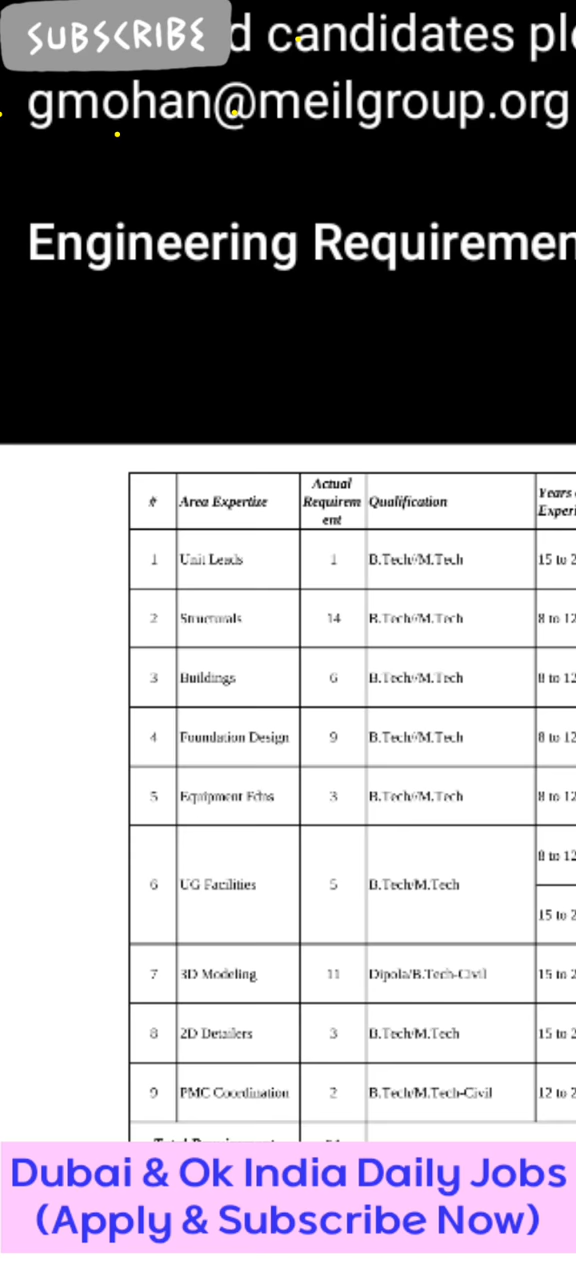 SUBSCRIBE d candidates ple
gmohan@meilgroup.org
Engineering Requiremen
# Area Expertize Actual Requirem ent Qualification Years Experi
1 Unit Leads 1 B.Tech/M.Tech 15 to 2
2 Structurals 14 B.Tech/M.Tech 8 to 12
3 Buildings 6 B.Tech/M.Tech 8 to 12
4 Foundation Design 9 B.Tech/M.Tech 8 to 12
5 Equipment Fdns 3 B.Tech/M.Tech 8 to 12
6 UG Facilities 5 B.Tech/M.Tech 8 to 12
15 to 2
7 3D Modeling 11 Dipola/B.Tech-Civil 15 to 2
8 2D Detailers 3 B.Tech/M.Tech 15 to 2
9 PMC Coordination 2 B.Tech/M.Tech-Civil 12 to 2
Dubai & Ok India Daily Jobs
(Apply & Subscribe Now)